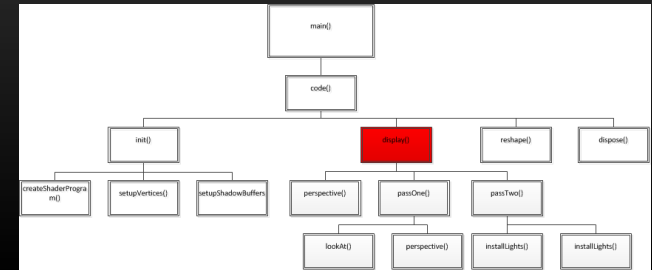 main()
code()
init()
display()
reshape()
dispose()
createShaderProgra
m()
setupVertices()
setupShadowBuffers
perspective()
passOne()
passTwo()
lookAt()
perspective()
installLights()
installLights()